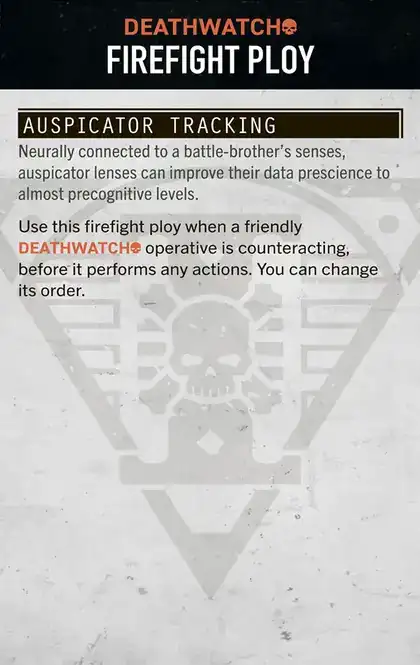 DEATHWATCH
FIREFIGHT PLOY
AUSPICATOR TRACKING
Neurally connected to a battle-brother's senses,
auspicator lenses can improve their data prescience to
almost precognitive levels.
Use this firefight ploy when a friendly
DEATHWATCH operative is counteracting,
before it performs any actions. You can change
its order.